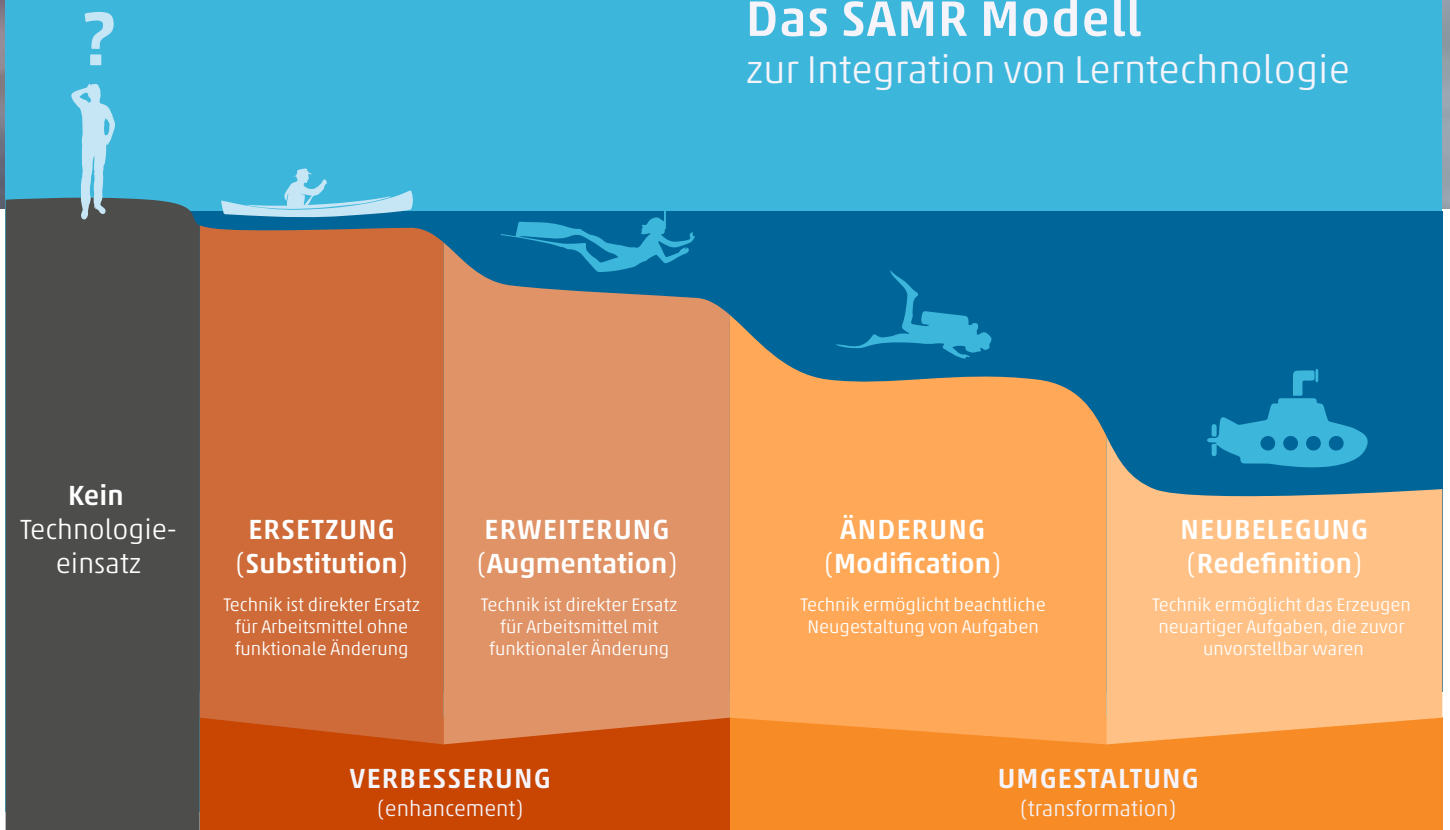 ?
Das SAMR Modell
zur Integration von Lerntechnologie
Kein
Technologie-
einsatz
ERSETZUNG
(Substitution)
Technik ist direkter Ersatz
für Arbeitsmittel ohne
funktionale Änderung
ERWEITERUNG
(Augmentation)
Technik ist direkter Ersatz
für Arbeitsmittel mit
funktionaler Änderung
ÄNDERUNG
(Modification)
Technik ermöglicht beachtliche
Neugestaltung von Aufgaben
NEUBELEGUNG
(Redefinition)
Technik ermöglicht das Erzeugen
neuartiger Aufgaben, die zuvor
unvorstellbar waren
VERBESSERUNG
(enhancement)
UMGESTALTUNG
(transformation)